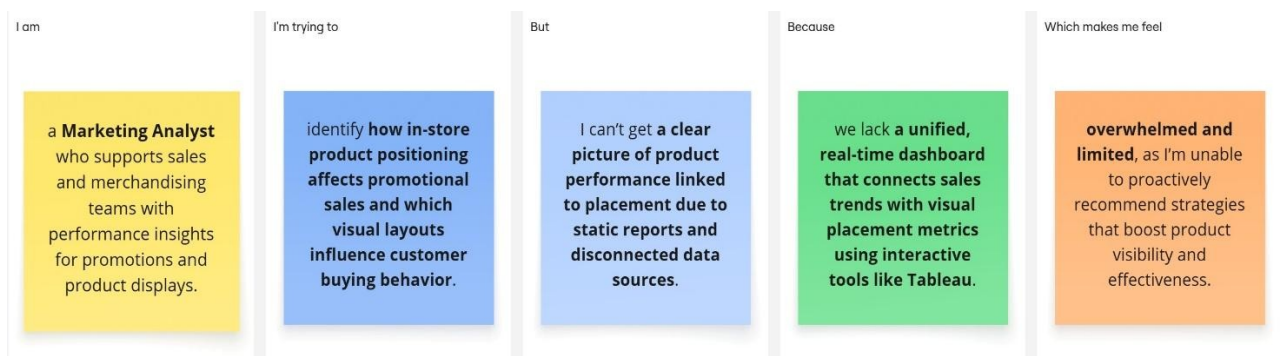 I am
a Marketing Analyst
who supports sales
and merchandising
teams with
performance insights
for promotions and
product displays.
I'm trying to
identify how in-store
product positioning
affects promotional
sales and which
visual layouts
influence customer
buying behavior.
But
I can’t get a clear
picture of product
performance linked
to placement due to
static reports and
disconnected data
sources.
Because
we lack a unified,
real-time dashboard
that connects sales
trends with visual
placement metrics
using interactive
tools like Tableau.
Which makes me feel
overwhelmed and
limited, as I’m unable
to proactively
recommend strategies
that boost product
visibility and
effectiveness.